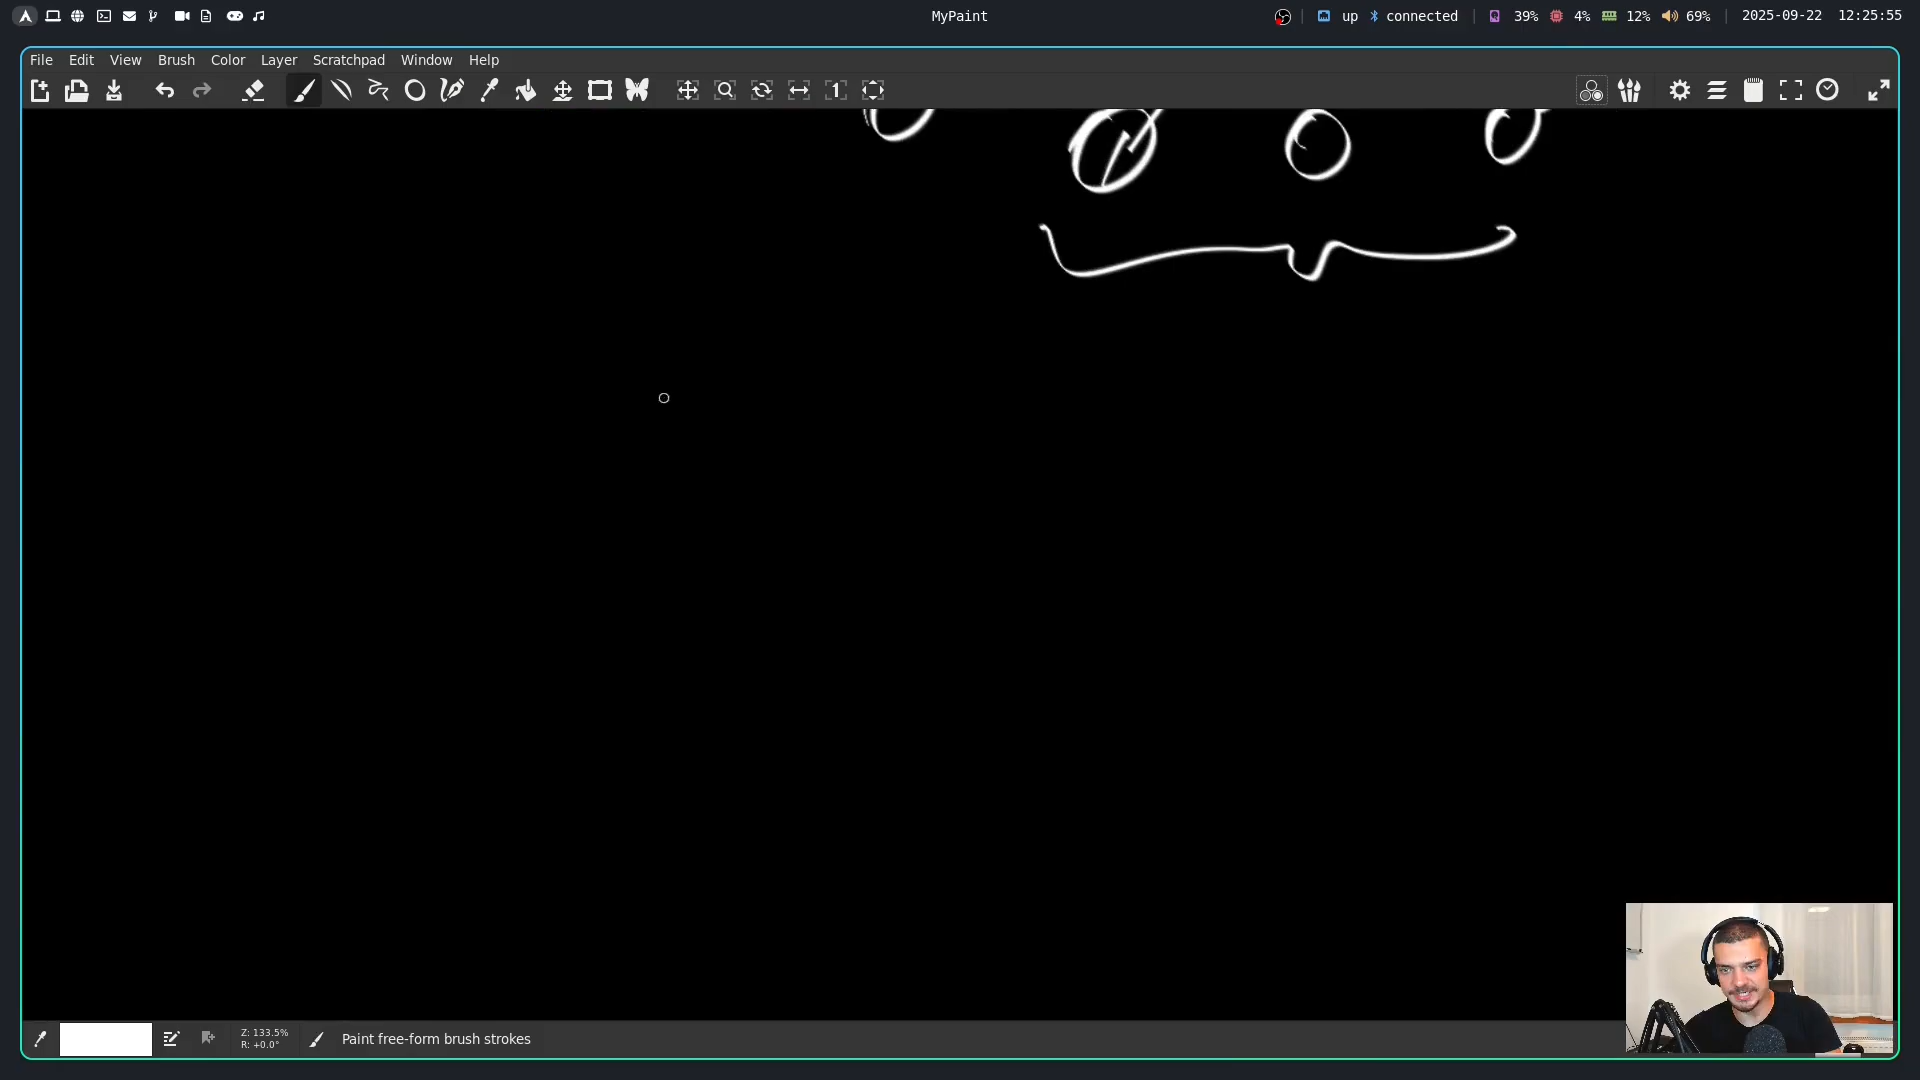 MyPaint
up connected 39% 4% 12% 69% 2025-09-22 12:25:55
File Edit View Brush Color Layer Scratchpad Window Help
1
Z: 133.5%
R: +0.0°
Paint free-form brush strokes